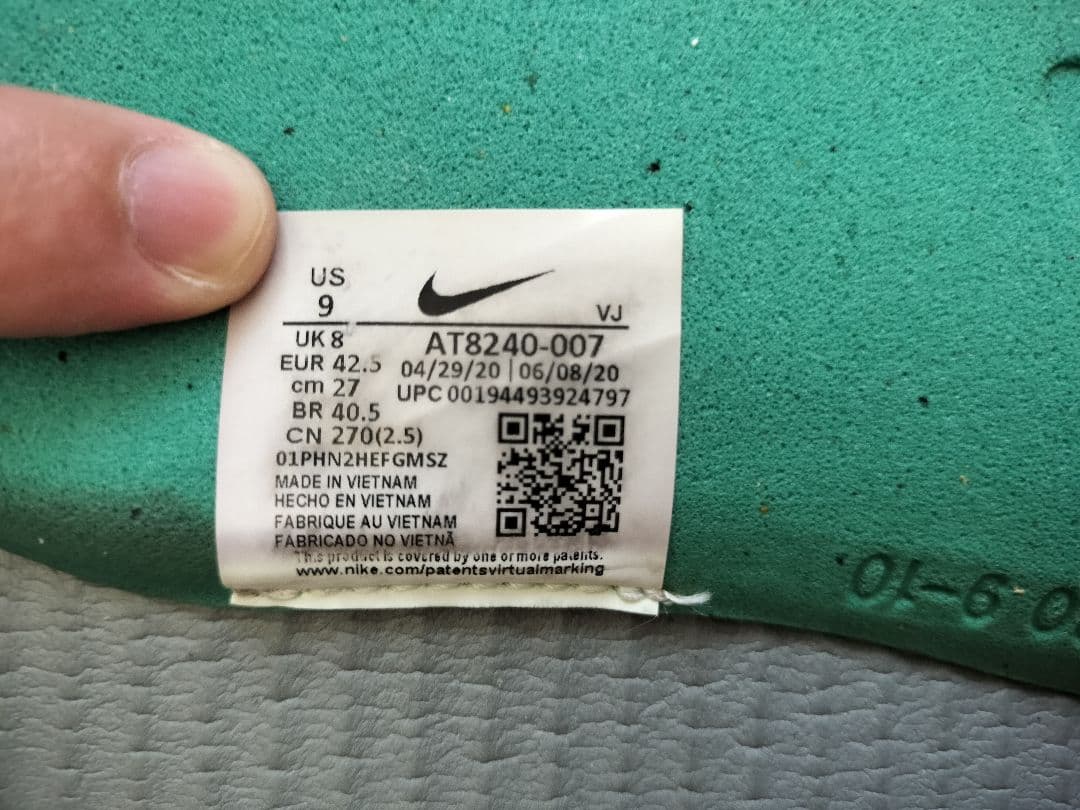 US
9
VJ
UK 8
AT8240-007
EUR 42.5
04/29/20 | 06/08/20
cm 27
UPC 00194493924797
BR 40.5
CN 270(2.5)
01PHN2HEFGMSZ
MADE IN VIETNAM
HECHO EN VIETNAM
FABRIQUE AU VIETNAM
FABRICADO NO VIETNÃ
This product is covered by one or more patents.
www.nike.com/patentsvirtualmarking
9-10